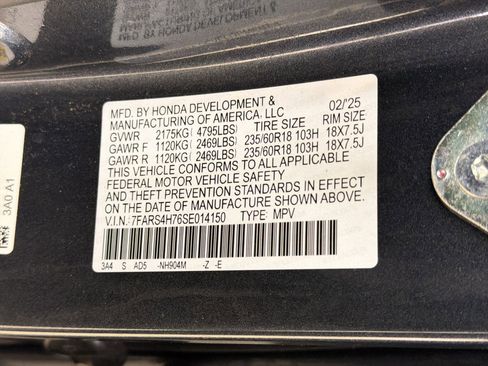 MFD. BY HONDA DEVELOPMENT &
MANUFACTURING OF AMERICA, LLC 02/'25
GVWR 2175KG( 4795LBS) TIRE SIZE RIM SIZE
GAWR F 1120KG( 2469LBS) 235/60R18 103H 18X7.5J
GAWR R 1120KG( 2469LBS) 235/60R18 103H 18X7.5J
THIS VEHICLE CONFORMS TO ALL APPLICABLE
FEDERAL MOTOR VEHICLE SAFETY
AND THEFT PREVENTION STANDARDS IN EFFECT
ON THE DATE OF MANUFACTURE SHOWN ABOVE.
V.I.N.: 7FARS4H76SE014150 TYPE: MPV
3A4 S AD5 -NH904M -Z -E
3A0 A1